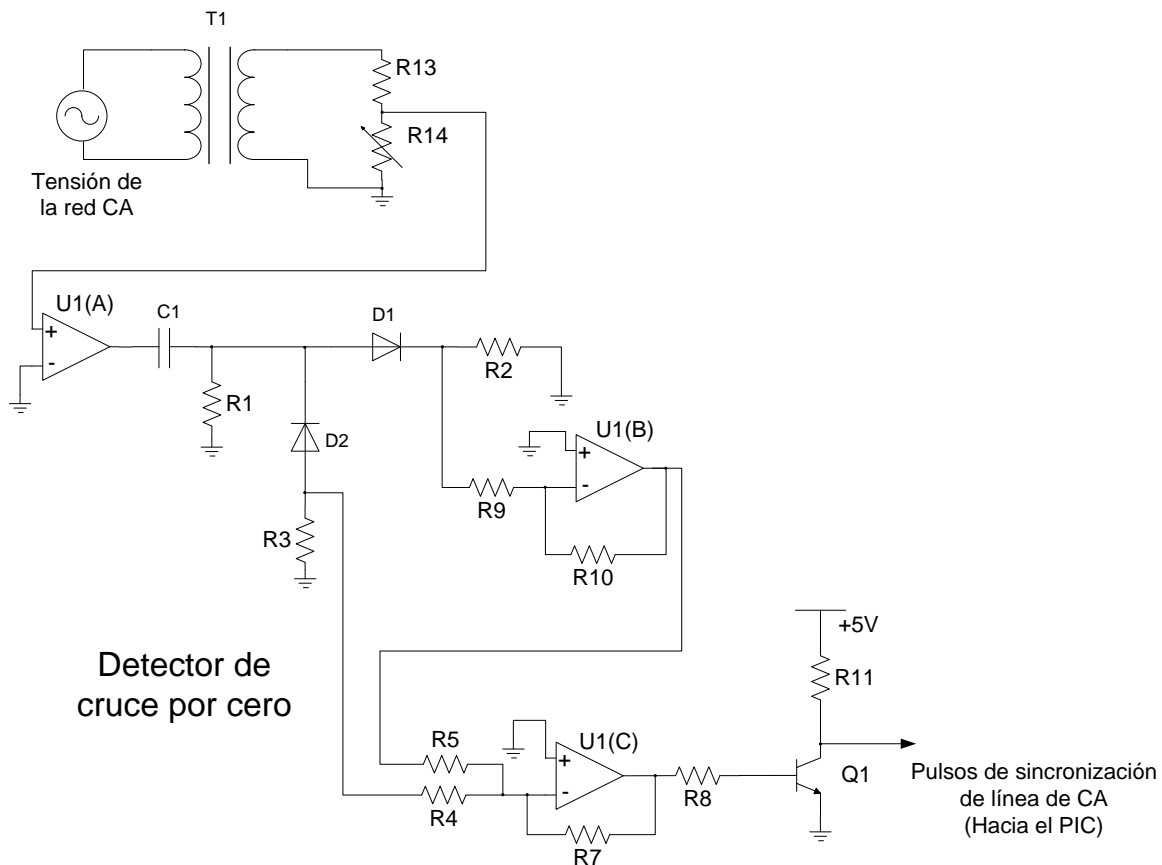 T1
R13
R14
Tensión de
la red CA
U1(A)
C1
D1
+
-
R2
R1
D2
U1(B)
+
-
R9
R3
R10
+5V
Detector de
cruce por cero
R11
R5
U1(C)
+
-
Q1
R8
R4
R7
Pulsos de sincronización
de línea de CA
(Hacia el PIC)